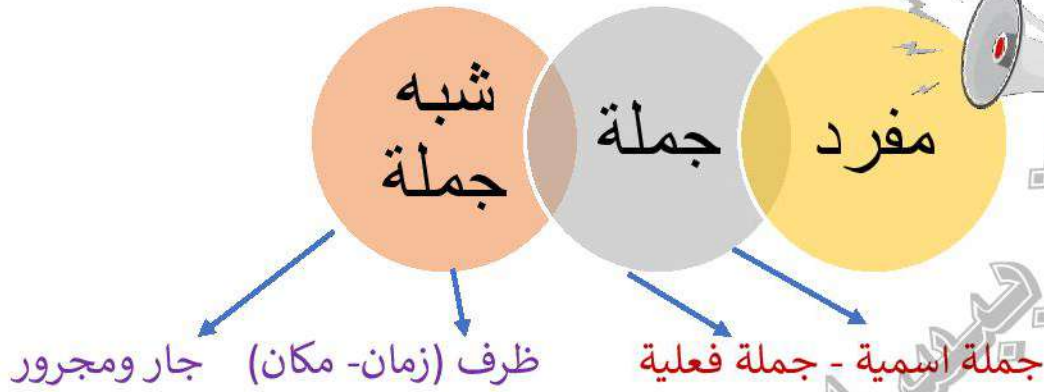 مفرد
جملة
شبه
جملة
جملة اسمية - جملة فعلية
ظرف (زمان- مكان)
جار ومجرور